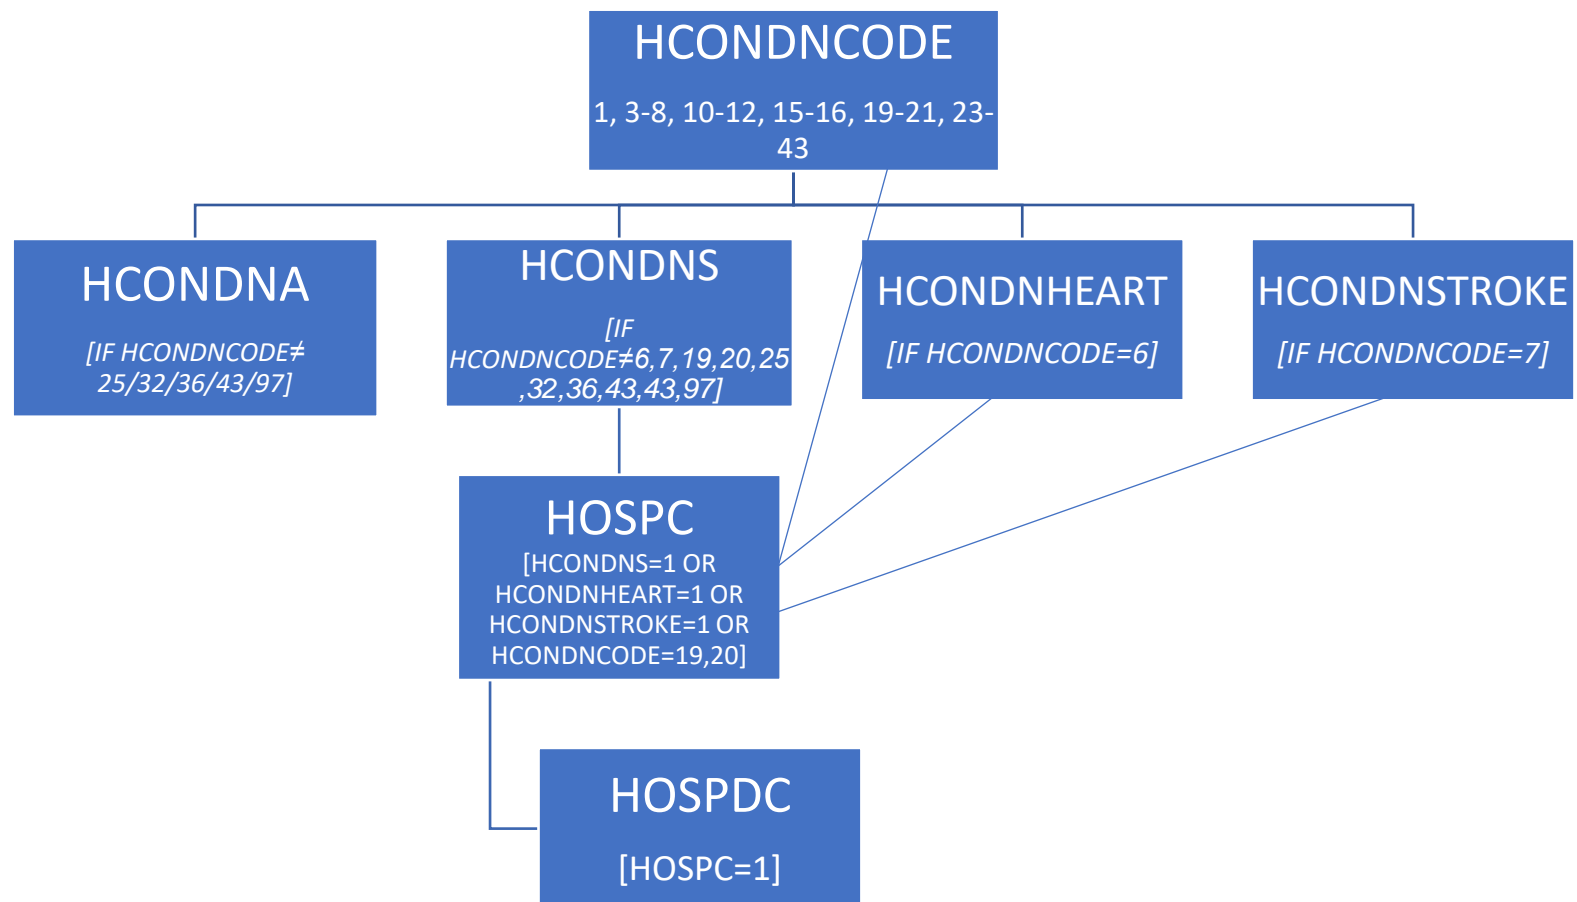 HCONDNCODE
1, 3-8, 10-12, 15-16, 19-21, 23-
43
HCONDNA
[IF HCONDNCODE≠
25/32/36/43/97]
HCONDNS
[IF
HCONDNCODE≠6,7,19,20,25
,32,36,43,43,97]
HCONDNHEART
[IF HCONDNCODE=6]
HCONDNSTROKE
[IF HCONDNCODE=7]
HOSPC
[HCONDNS=1 OR
HCONDNHEART=1 OR
HCONDNSTROKE=1 OR
HCONDNCODE=19,20]
HOSPDC
[HOSPC=1]